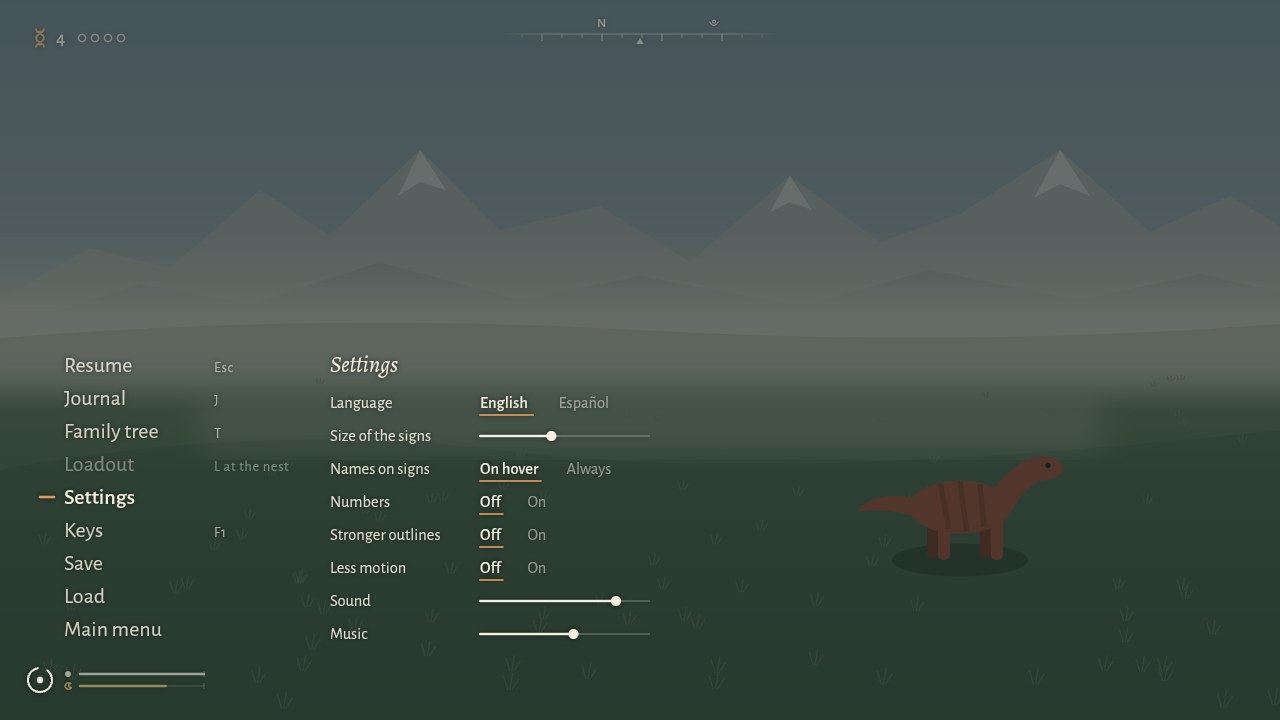 4
N
Resume Esc
Journal J
Family tree T
Loadout L at the nest
Settings
Keys F1
Save
Load
Main menu
Settings
Language English Español
Size of the signs
Names on signs On hover Always
Numbers Off On
Stronger outlines Off On
Less motion Off On
Sound
Music